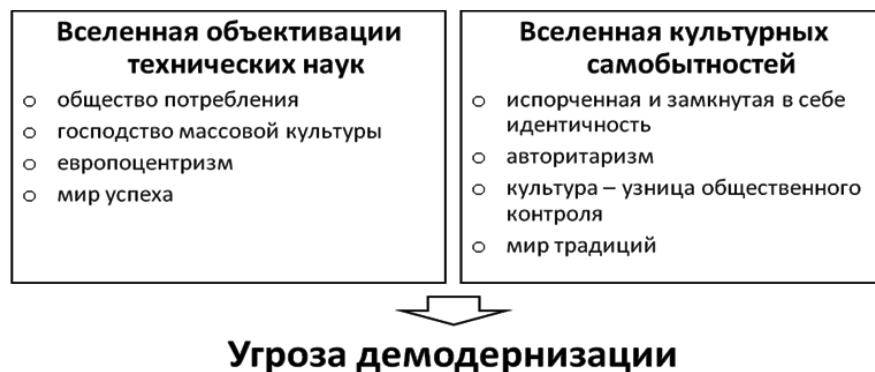 Вселенная объективации
технических наук
○ общество потребления
○ господство массовой культуры
○ европоцентризм
○ мир успеха
Вселенная культурных
самобытностей
○ испорченная и замкнутая в себе
идентичность
○ авторитаризм
○ культура – узница общественного
контроля
○ мир традиций
Угроза демодернизации